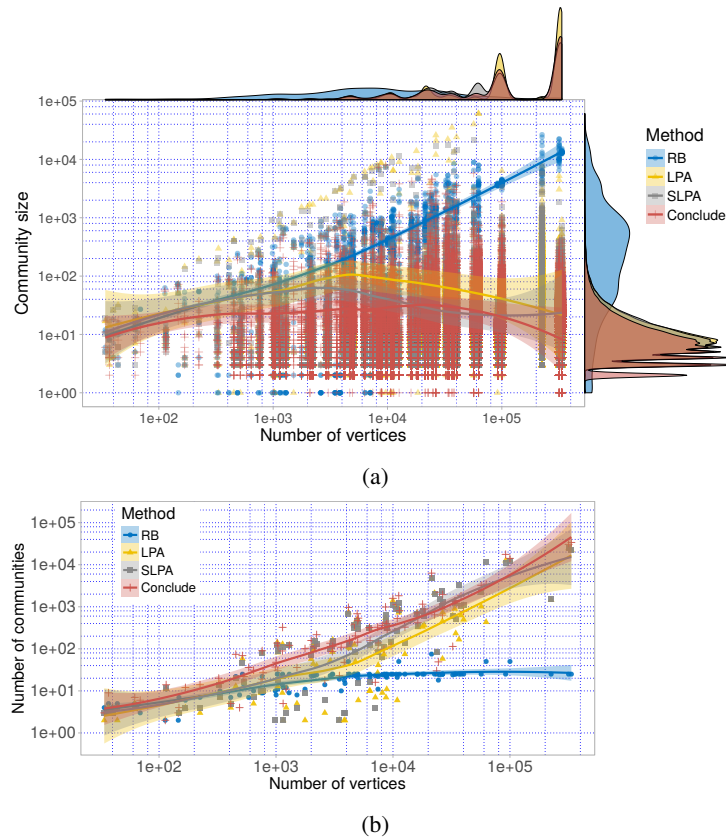 1e+05
1e+04
1e+03
1e+02
1e+01
1e+00
Community size
1e+02 1e+03 1e+04 1e+05
Number of vertices
Method
RB
LPA
SLPA
Conclude
(a)
Method
RB
LPA
SLPA
Conclude
1e+05
1e+04
1e+03
1e+02
1e+01
1e+00
Number of communities
1e+02 1e+03 1e+04 1e+05
Number of vertices
(b)